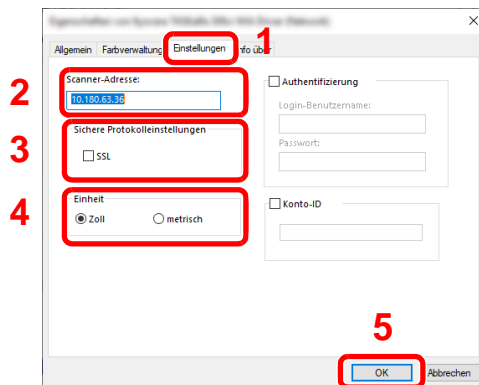 1
Allgemein Farbverwaltung Einstellungen nfo über
2
Scanner-Adresse:
10.180.63.36
Authentifizierung
Login-Benutzername:
3
Sichere Protokolleinstellungen
SSL
Passwort:
4
Einheit
Zoll metrisch
Konto-ID
5
OK Abbrechen